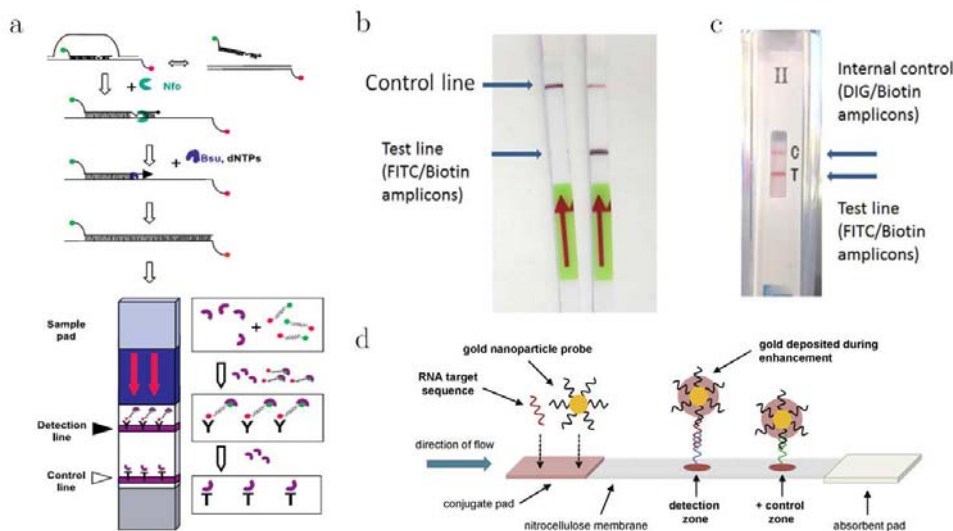 a
+ Nfo
+ Bsu, dNTPs
Sample
pad
+
Detection
line
Control
line
Y Y Y
T T T
b
Control line
Test line
(FITC/Biotin
amplicons)
c
II
C
T
Internal control
(DIG/Biotin
amplicons)
Test line
(FITC/Biotin
amplicons)
d
gold nanoparticle probe
RNA target
sequence
gold deposited during
enhancement
direction of flow
conjugate pad
nitrocellulose membrane
detection
zone
+ control
zone
absorbent pad